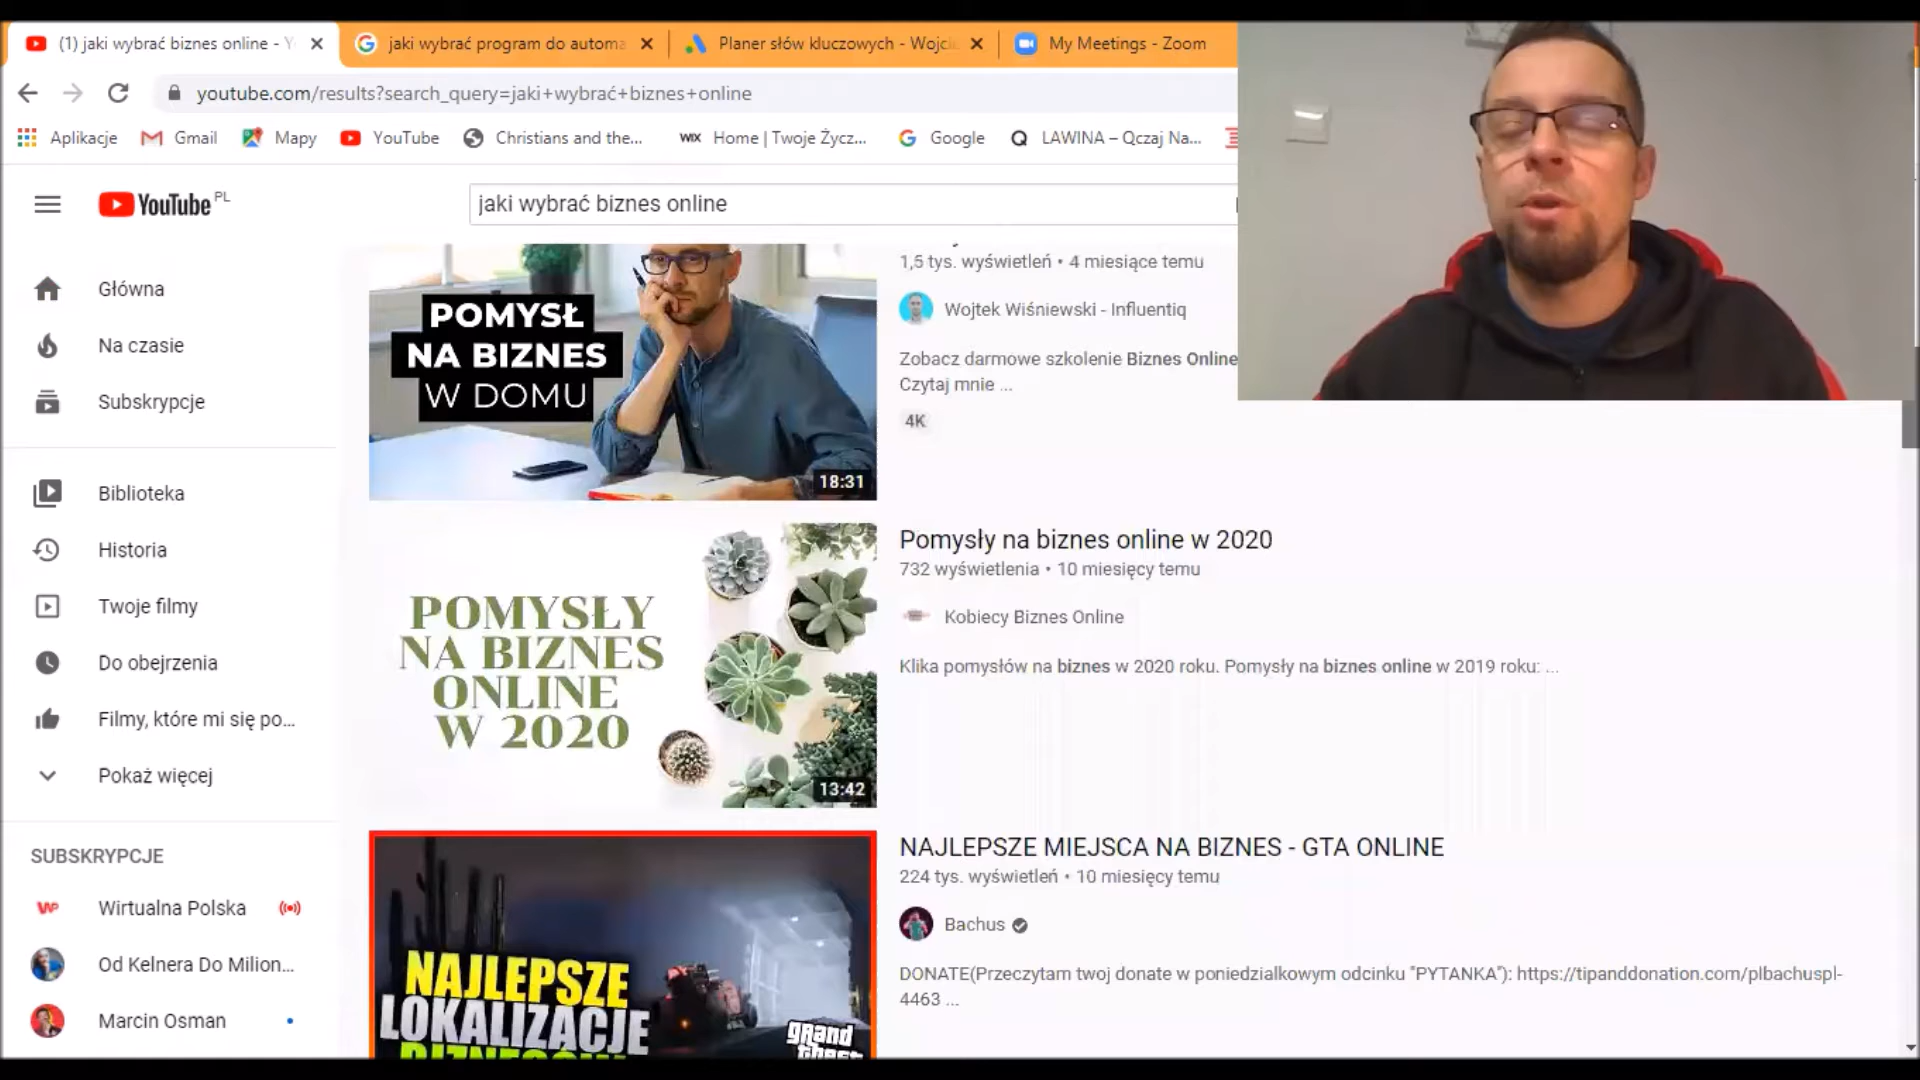 (1) jaki wybrać biznes online -
jaki wybrać program do automa
Planer słów kluczowych - Wojci
My Meetings - Zoom
youtube.com/results?search_query=jaki+wybrać+biznes+online
Aplikacje
Gmail
Mapy
YouTube
Christians and the...
WIX
Home | Twoje Życz...
Google
LAWINA – Qczaj Na...
YouTube PL
jaki wybrać biznes online
Główna
Na czasie
Subskrypcje
Biblioteka
Historia
Twoje filmy
Do obejrzenia
Filmy, które mi się po...
Pokaż więcej
SUBSKRYPCJE
WP
Wirtualna Polska
Od Kelnera Do Milion...
Marcin Osman
POMYSŁ
NA BIZNES
W DOMU
18:31
1,5 tys. wyświetleń • 4 miesiące temu
Wojtek Wiśniewski - Influentiq
Zobacz darmowe szkolenie Biznes Online
Czytaj mnie ...
4K
POMYSŁY
NA BIZNES
ONLINE
W 2020
13:42
Pomysły na biznes online w 2020
732 wyświetlenia • 10 miesięcy temu
Kobiecy Biznes Online
Klika pomysłów na biznes w 2020 roku. Pomysły na biznes online w 2019 roku: ...
NAJLEPSZE
LOKALIZACJE
grand
NAJLEPSZE MIEJSCA NA BIZNES - GTA ONLINE
224 tys. wyświetleń • 10 miesięcy temu
Bachus
DONATE(Przeczytam twoj donate w poniedzialkowym odcinku "PYTANKA"): https://tipanddonation.com/plbachuspl-
4463 ...